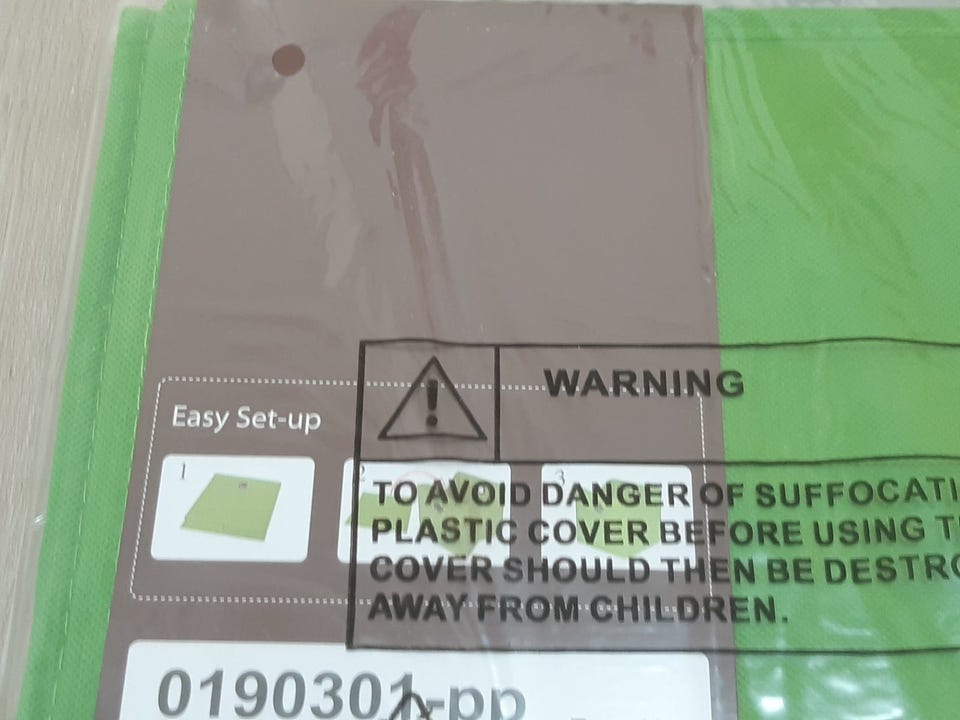 WARNING
Easy Set-up
1 2 3
TO AVOID DANGER OF SUFFOCATI
PLASTIC COVER BEFORE USING T
COVER SHOULD THEN BE DESTRO
AWAY FROM CHILDREN.
0190301-pp